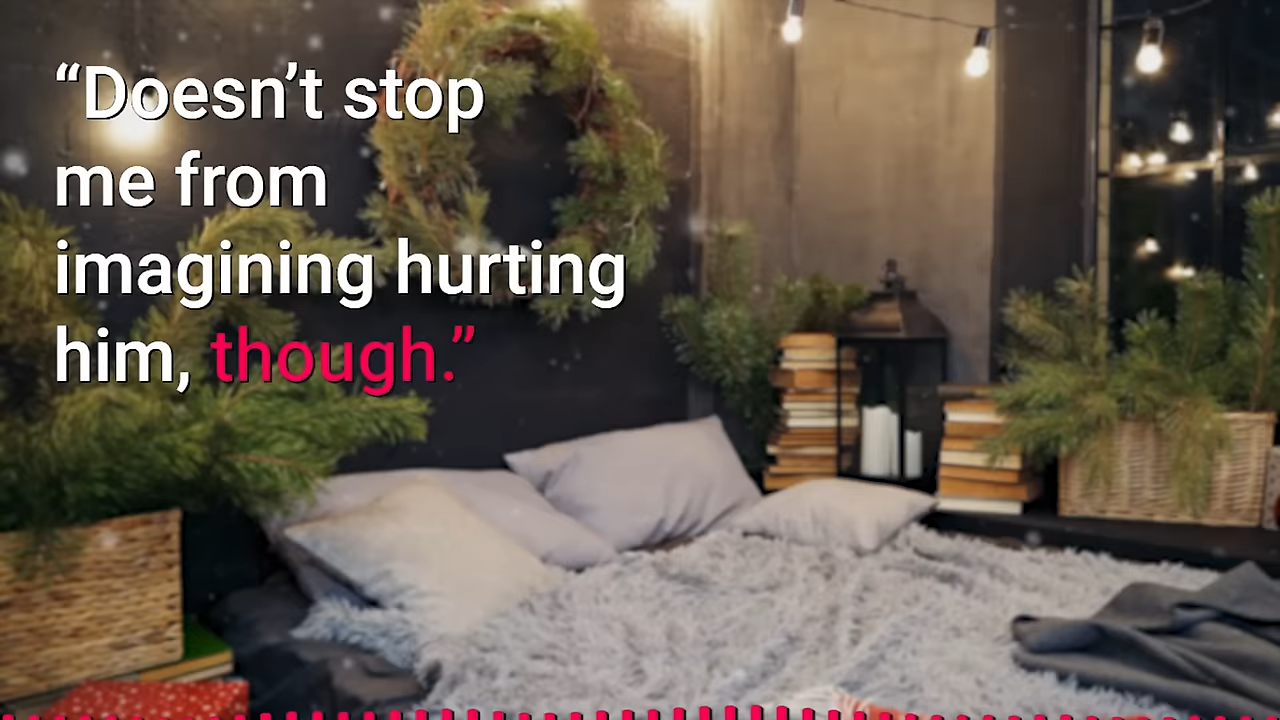 “Doesn’t stop
me from
imagining hurting
him, though.”